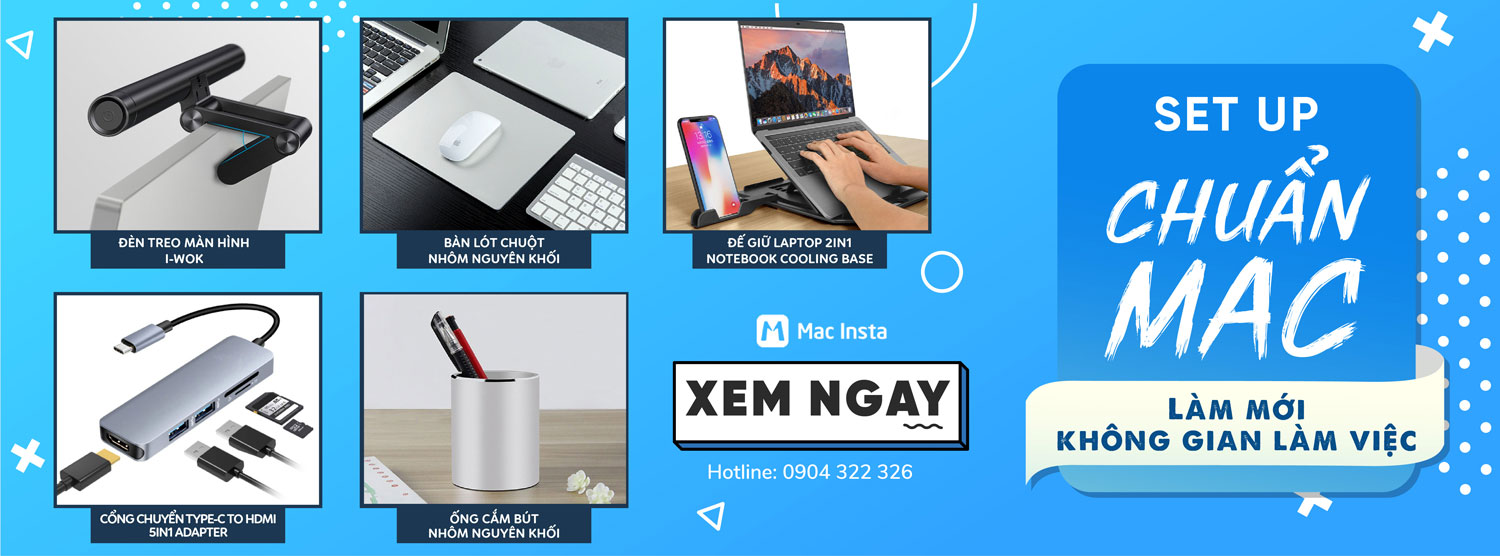 ĐÈN TREO MÀN HÌNH
I-WOK
BÀN LÓT CHUỘT
NHÔM NGUYÊN KHỐI
ĐẾ GIỮ LAPTOP 2IN1
NOTEBOOK COOLING BASE
CỔNG CHUYỂN TYPE-C TO HDMI
5IN1 ADAPTER
ỐNG CẮM BÚT
NHÔM NGUYÊN KHỐI
13:16
Mac Insta
XEM NGAY
Hotline: 0904 322 326
SET UP
CHUẨN
MAC
LÀM MỚI
KHÔNG GIAN LÀM VIỆC